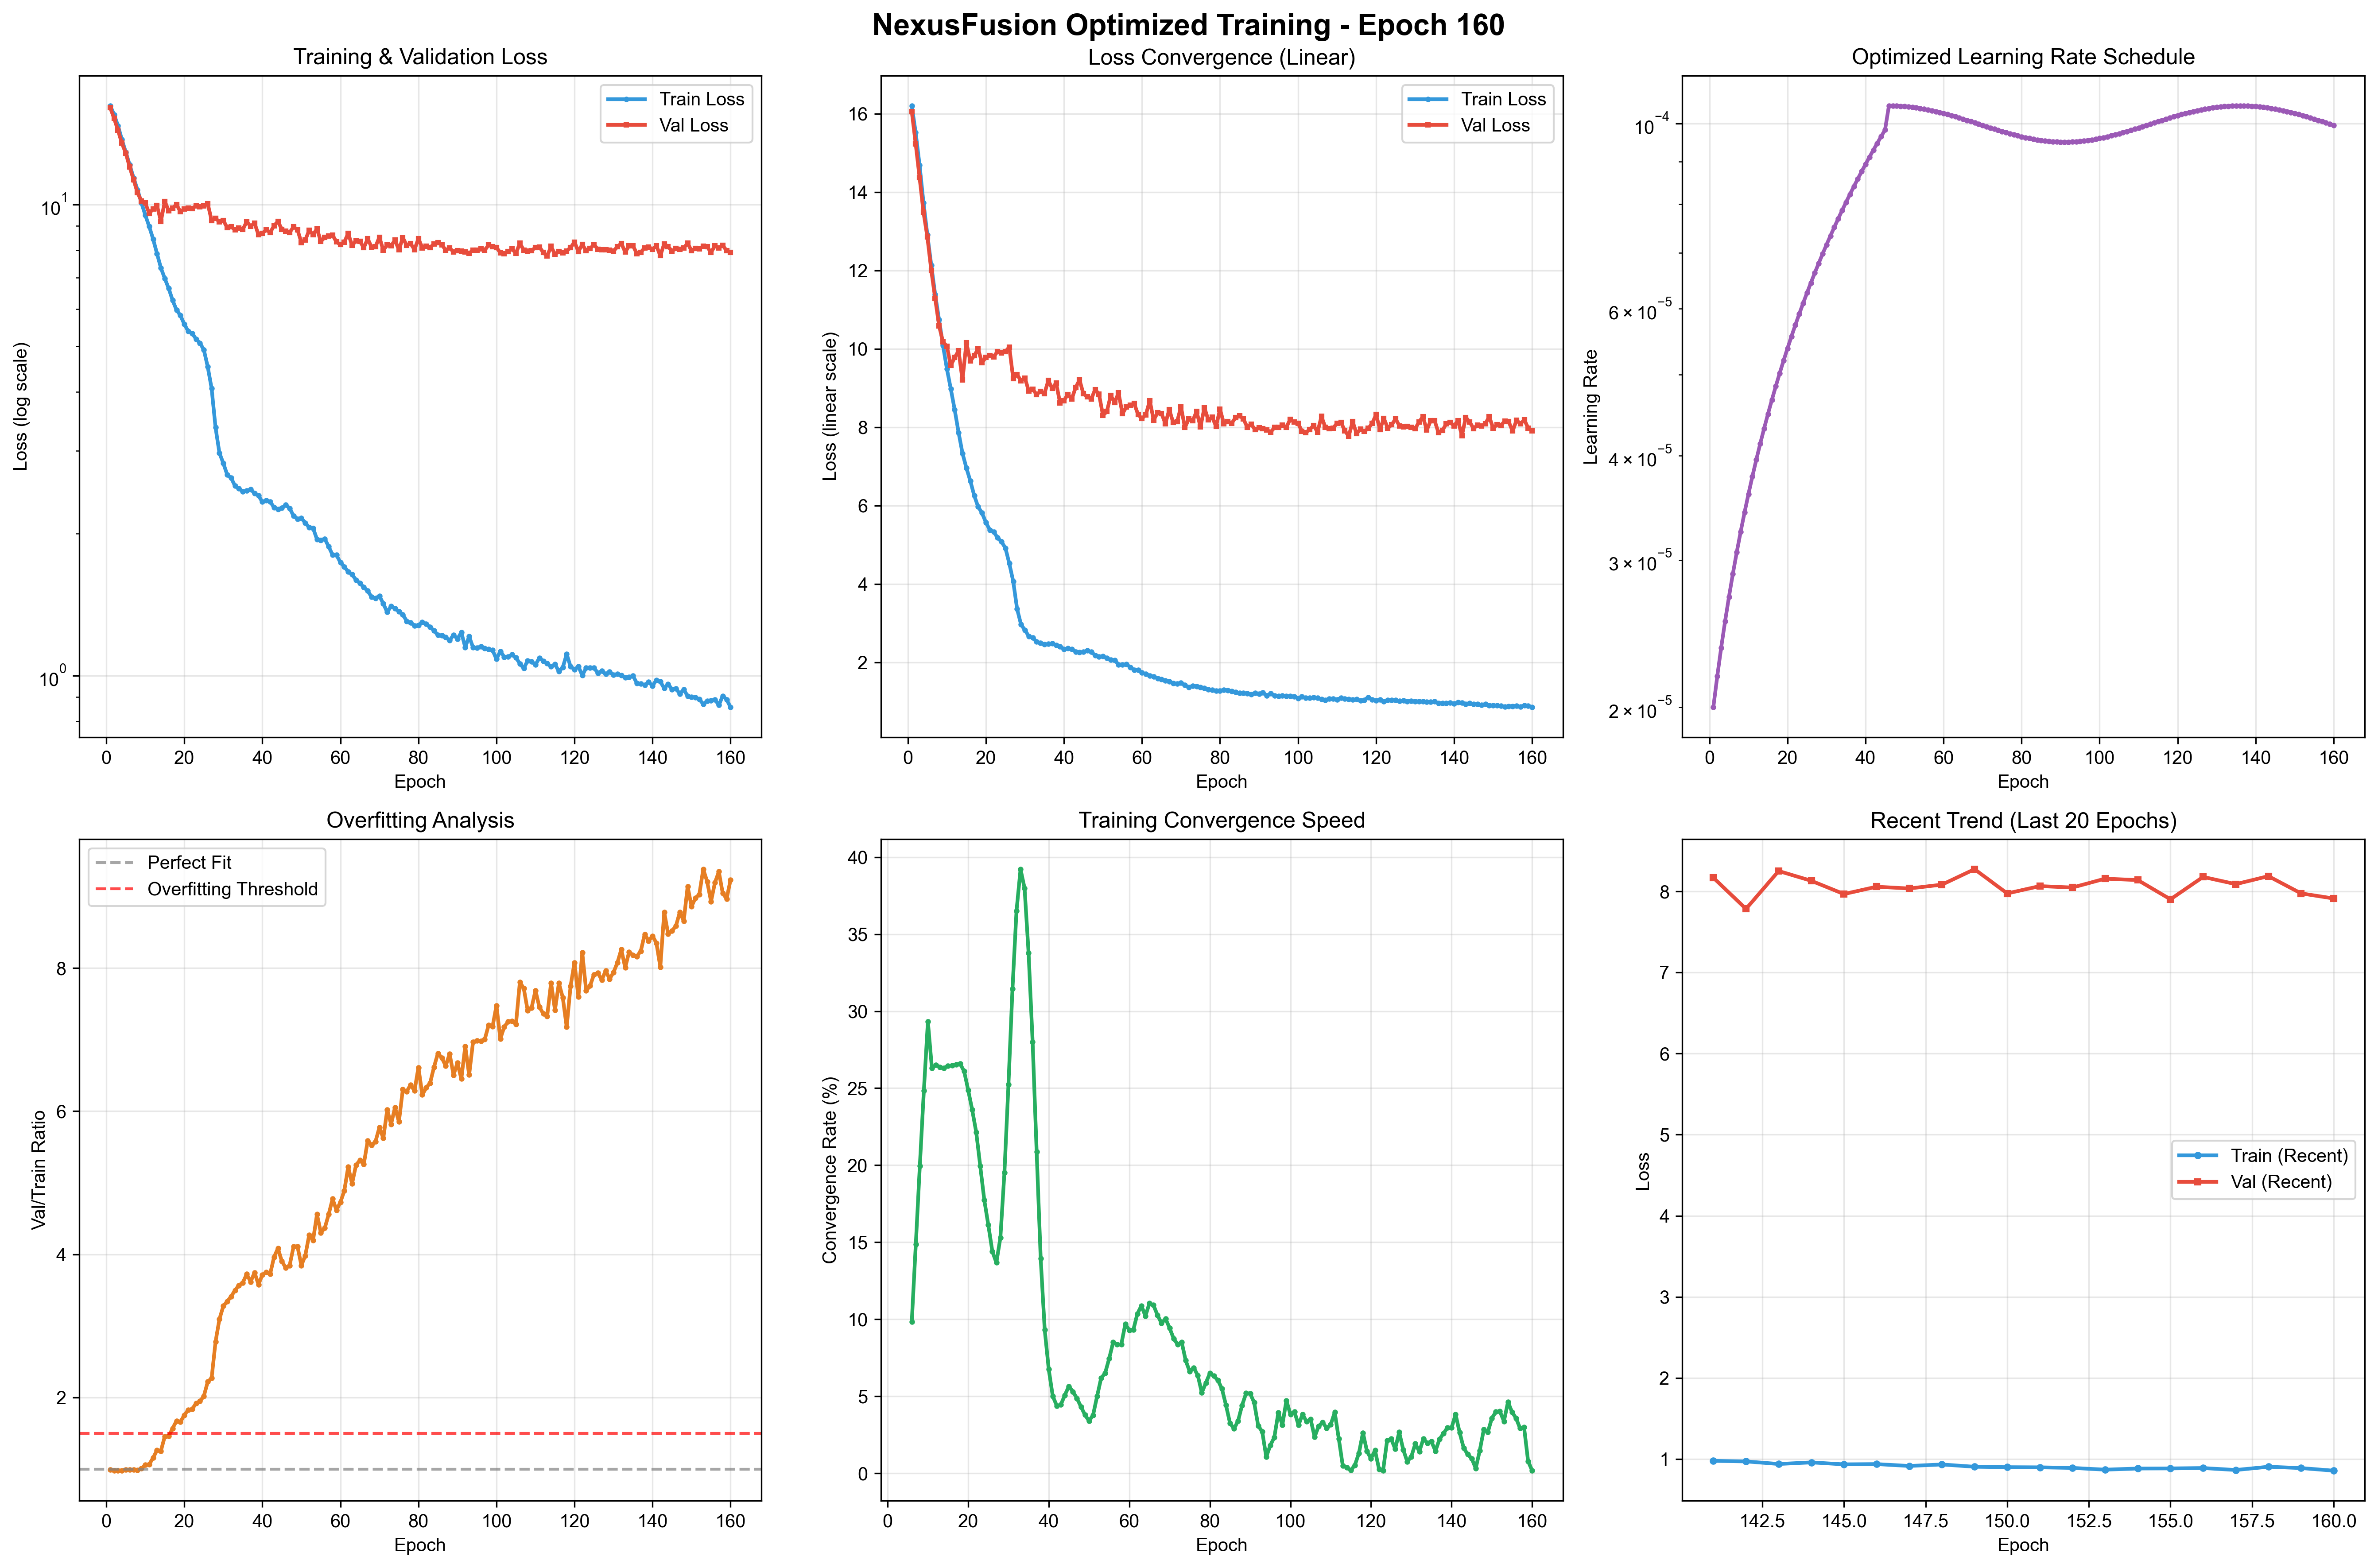 NexusFusion Optimized Training - Epoch 160
Training & Validation Loss
Train Loss
Val Loss
10^1
10^0
Loss (log scale)
0 20 40 60 80 100 120 140 160
Epoch
Loss Convergence (Linear)
Train Loss
Val Loss
16
14
12
10
8
6
4
2
Loss (linear scale)
0 20 40 60 80 100 120 140 160
Epoch
Optimized Learning Rate Schedule
10^−4
6 × 10^−5
4 × 10^−5
3 × 10^−5
2 × 10^−5
Learning Rate
0 20 40 60 80 100 120 140 160
Epoch
Overfitting Analysis
Perfect Fit
Overfitting Threshold
8
6
4
2
Val/Train Ratio
0 20 40 60 80 100 120 140 160
Epoch
Training Convergence Speed
40
35
30
25
20
15
10
5
0
Convergence Rate (%)
0 20 40 60 80 100 120 140 160
Epoch
Recent Trend (Last 20 Epochs)
8
7
6
5
4
3
2
1
Loss
Train (Recent)
Val (Recent)
142.5 145.0 147.5 150.0 152.5 155.0 157.5 160.0
Epoch